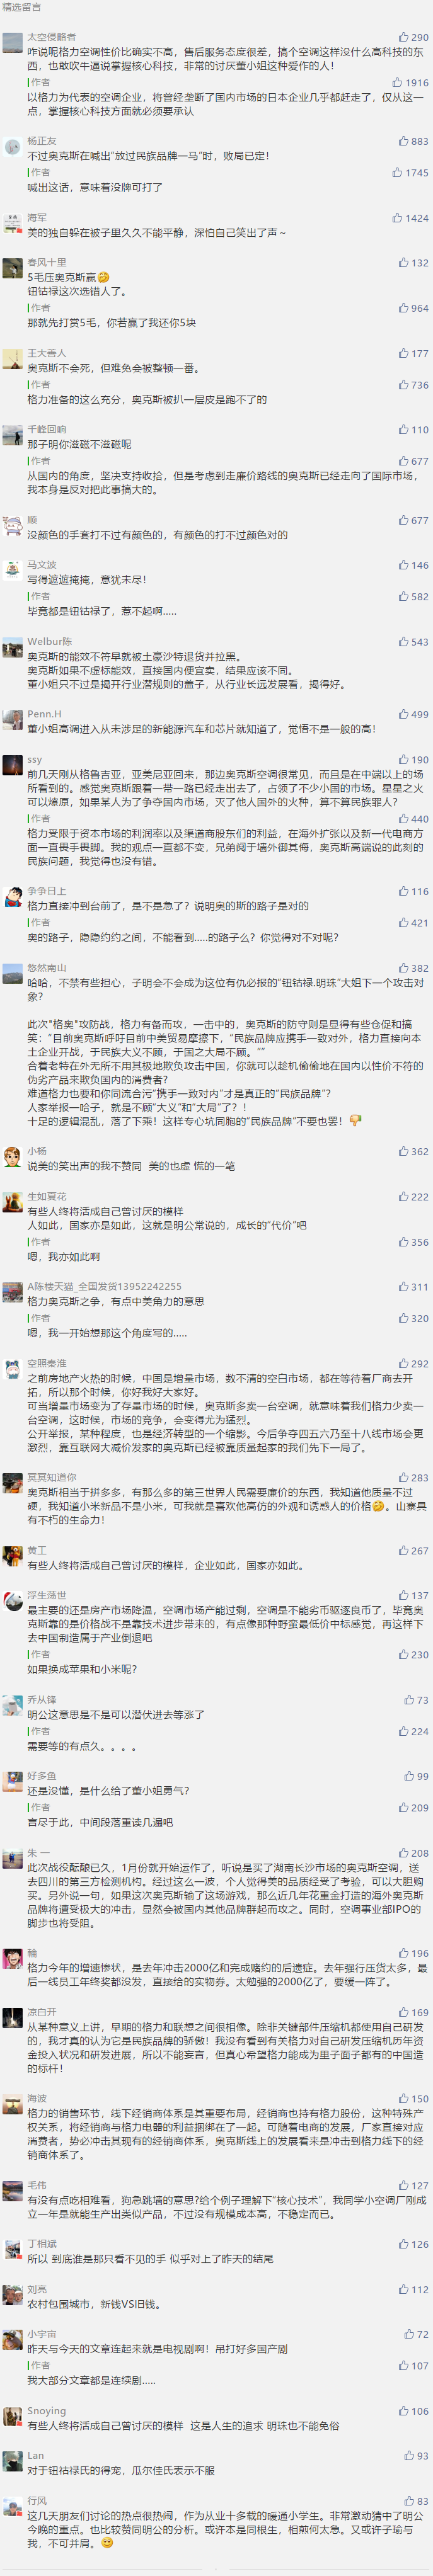 精选留言
太空侵略者
290
咋说呢格力空调性价比确实不高，售后服务态度很差，搞个空调这样没什么高科技的东
西，也敢吹牛逼说掌握核心科技，非常的讨厌董小姐这种爱作的人！
作者
1916
以格力为代表的空调企业，将曾经垄断了国内市场的日本企业几乎都赶走了，仅从这一
点，掌握核心科技方面就必须要承认
杨正友
883
不过奥克斯在喊出“放过民族品牌一马”时，败局已定！
作者
1745
喊出这话，意味着没牌可打了
海军
1424
美的独自躲在被子里久久不能平静，深怕自己笑出了声～
春风十里
132
5毛压奥克斯赢🤣
钮钴禄这次选错人了。
作者
964
那就先打赏5毛，你若赢了我还你5块
王大善人
177
奥克斯不会死，但难免会被整顿一番。
作者
736
格力准备的这么充分，奥克斯被扒一层皮是跑不了的
千峰回响
110
那子明你滋磁不滋磁呢
作者
677
从国内的角度，坚决支持收拾，但是考虑到走廉价路线的奥克斯已经走向了国际市场，
我本身是反对把此事搞大的。
顺
677
没颜色的手套打不过有颜色的，有颜色的打不过颜色对的
马文波
146
写得遮遮掩掩，意犹未尽！
作者
582
毕竟都是钮钴禄了，惹不起啊.....
Welbur陈
543
奥克斯的能效不符早就被土豪沙特退货并拉黑。
奥克斯如果不虚标能效，直接国内便宜卖，结果应该不同。
董小姐只不过是揭开行业潜规则的盖子，从行业长远发展看，揭得好。
Penn.H
499
董小姐高调进入从未涉足的新能源汽车和芯片就知道了，觉悟不是一般的高！
ssy
190
前几天刚从格鲁吉亚，亚美尼亚回来，那边奥克斯空调很常见，而且是在中端以上的场
所看到的。感觉奥克斯跟着一带一路已经走出去了，占领了不少小国的市场。星星之火
可以燎原，如果某人为了争夺国内市场，灭了他人国外的火种，算不算民族罪人？
作者
440
格力受限于资本市场的利润率以及渠道商股东们的利益，在海外扩张以及新一代电商方
面一直畏手畏脚。我的观点一直都不变，兄弟阋于墙外御其侮，奥克斯高端说的此刻的
民族问题，我觉得也没有错。
争争日上
116
格力直接冲到台前了，是不是急了？说明奥的斯的路子是对的
作者
421
奥的路子，隐隐约约之间，不能看到.....的路子么？你觉得对不对呢？
悠然南山
382
哈哈，不禁有些担心，子明会不会成为这位有仇必报的“钮钴禄.明珠”大姐下一个攻击对
象？
此次"格奥"攻防战，格力有备而攻，一击中的，奥克斯的防守则是显得有些仓促和搞
笑：“目前奥克斯呼吁目前中美贸易摩擦下，“民族品牌应携手一致对外，格力直接向本
土企业开战，于民族大义不顾，于国之大局不顾。””
合着老特在外无所不用其极地欺负攻击中国，你就可以趁机偷偷地在国内以性价不符的
伪劣产品来欺负国内的消费者？
难道格力也要和你同流合污“携手一致对内”才是真正的“民族品牌”？
人家举报一哈子，就是不顾“大义”和“大局”了？！
十足的逻辑混乱，落了下乘！这样专心坑同胞的“民族品牌”不要也罢！👎
小杨
362
说美的笑出声的我不赞同 美的也虚 慌的一笔
生如夏花
222
有些人终将活成自己曾讨厌的模样
人如此，国家亦是如此，这就是明公常说的，成长的“代价”吧
作者
356
嗯，我亦如此啊
A陈楼天猫_全国发货13952242255
311
格力奥克斯之争，有点中美角力的意思
作者
320
嗯，我一开始想那这个角度写的.....
空照秦淮
292
之前房地产火热的时候，中国是增量市场，数不清的空白市场，都在等待着厂商去开
拓，所以那个时候，你好我好大家好。
可当增量市场变为了存量市场的时候，奥克斯多卖一台空调，就意味着我们格力少卖一
台空调，这时候，市场的竞争，会变得尤为猛烈。
公开举报，某种程度，也是经济转型的一个缩影。今后争夺四五六乃至十八线市场会更
激烈，靠互联网大减价发家的奥克斯已经被靠质量起家的我们先下一局了。
冥冥知道你
283
奥克斯相当于拼多多，有那么多的第三世界人民需要廉价的东西，我知道他质量不过
硬，我知道小米新品不是小米，可我就是喜欢他高仿的外观和诱惑人的价格🤣。山寨具
有不朽的生命力！
黄工
267
有些人终将活成自己曾讨厌的模样，企业如此，国家亦如此。
浮生荡世
137
最主要的还是房产市场降温，空调市场产能过剩，空调是不能劣币驱逐良币了，毕竟奥
克斯靠的是价格战不是靠技术进步带来的，有点像那种野蛮最低价中标感觉，再这样下
去中国制造属于产业倒退吧
作者
230
如果换成苹果和小米呢？
乔从锋
73
明公这意思是不是可以潜伏进去等涨了
作者
224
需要等的有点久。。。。
好多鱼
99
还是没懂，是什么给了董小姐勇气？
作者
209
言尽于此，中间段落重读几遍吧
朱 一
208
此次战役酝酿已久，1月份就开始运作了，听说是买了湖南长沙市场的奥克斯空调，送
去四川的第三方检测机构。经过这么一波，个人觉得美的品质经受了考验，可以大胆购
买。另外说一句，如果这次奥克斯输了这场游戏，那么近几年花重金打造的海外奥克斯
品牌将遭受极大的冲击，显然会被国内其他品牌群起而攻之。同时，空调事业部IPO的
脚步也将受阻。
輪
196
格力今年的增速惨状，是去年冲击2000亿和完成赌约的后遗症。去年强行压货太多，最
后一线员工年终奖都没发，直接给的实物券。太勉强的2000亿了，要缓一阵了。
凉白开
169
从某种意义上讲，早期的格力和联想之间很相像。除非关键部件压缩机都使用自己研发
的，我才真的认为它是民族品牌的骄傲！我没有看到有关格力对自己研发压缩机历年资
金投入状况和研发进展，所以不能妄言，但真心希望格力能成为里子面子都有的中国造
的标杆！
海波
150
格力的销售环节，线下经销商体系是其重要布局，经销商也持有格力股份，这种特殊产
权关系，将经销商与格力电器的利益捆绑在了一起。可随着电商的发展，厂家直接对应
消费者，势必冲击其现有的经销商体系，奥克斯线上的发展看来是冲击到格力线下的经
销商体系了。
毛伟
127
有没有点吃相难看，狗急跳墙的意思?给个例子理解下“核心技术”，我同学小空调厂刚成
立一年是就能生产出类似产品，不过没有规模成本高，不稳定而已。
丁相斌
126
所以 到底谁是那只看不见的手 似乎对上了昨天的结尾
刘亮
112
农村包围城市，新钱VS旧钱。
小宇宙
72
昨天与今天的文章连起来就是电视剧啊！吊打好多国产剧
作者
107
我大部分文章都是连续剧.....
Snoying
106
有些人终将活成自己曾讨厌的模样 这是人生的追求 明珠也不能免俗
Lan
93
对于钮祜禄氏的得宠，瓜尔佳氏表示不服
行风
83
这几天朋友们讨论的热点很热闹，作为从业十多载的暖通小学生。非常激动猜中了明公
今晚的重点。也比较赞同明公的分析。或许本是同根生，相煎何太急。又或许子瑜与
我，不可并肩。😊